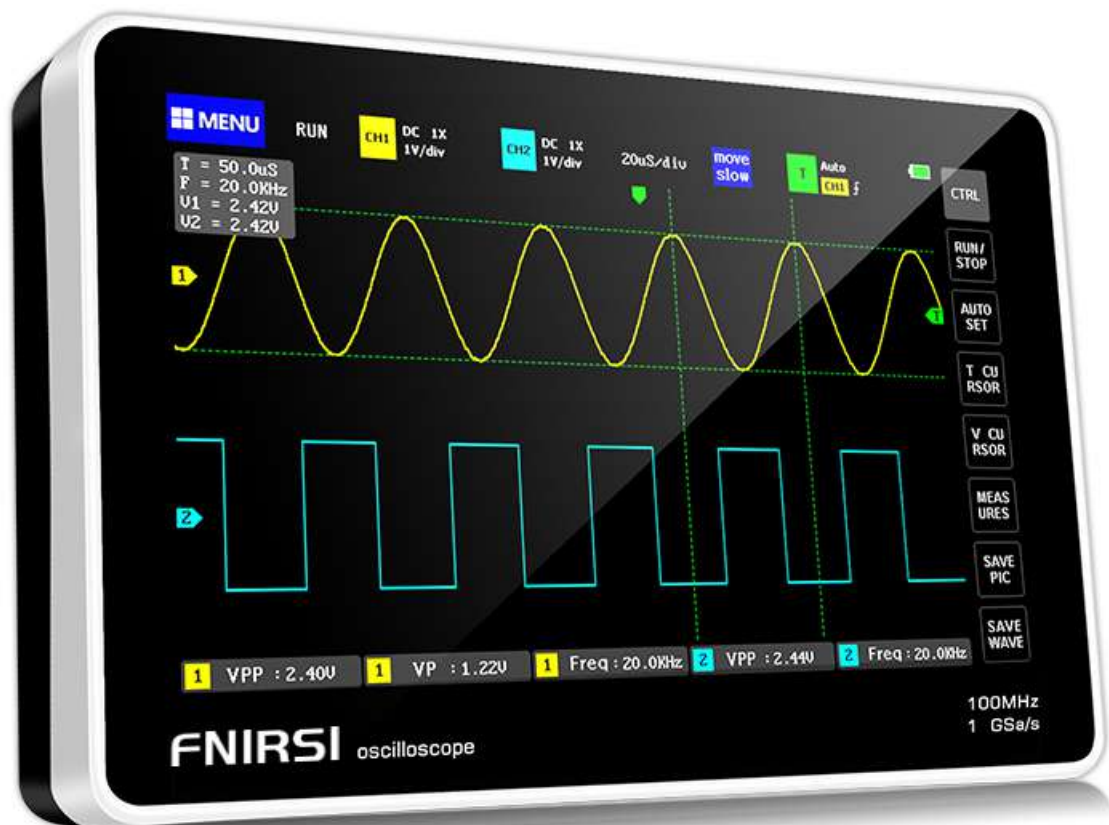 MENU
RUN
CH1
DC 1X
1V/div
CH2
DC 1X
1V/div
20uS/div
move
slow
T
Auto
CH1
CTRL
T = 50.0uS
F = 20.0KHz
V1 = 2.42V
V2 = 2.42V
RUN/
STOP
1
T
AUTO
SET
T CU
RSOR
V CU
RSOR
2
MEAS
URES
SAVE
PIC
SAVE
WAVE
1 VPP :2.40V
1 VP :1.22V
1 Freq :20.0KHz
2 VPP :2.44V
2 Freq :20.0KHz
FNIRSI oscilloscope
100MHz
1 GSa/s